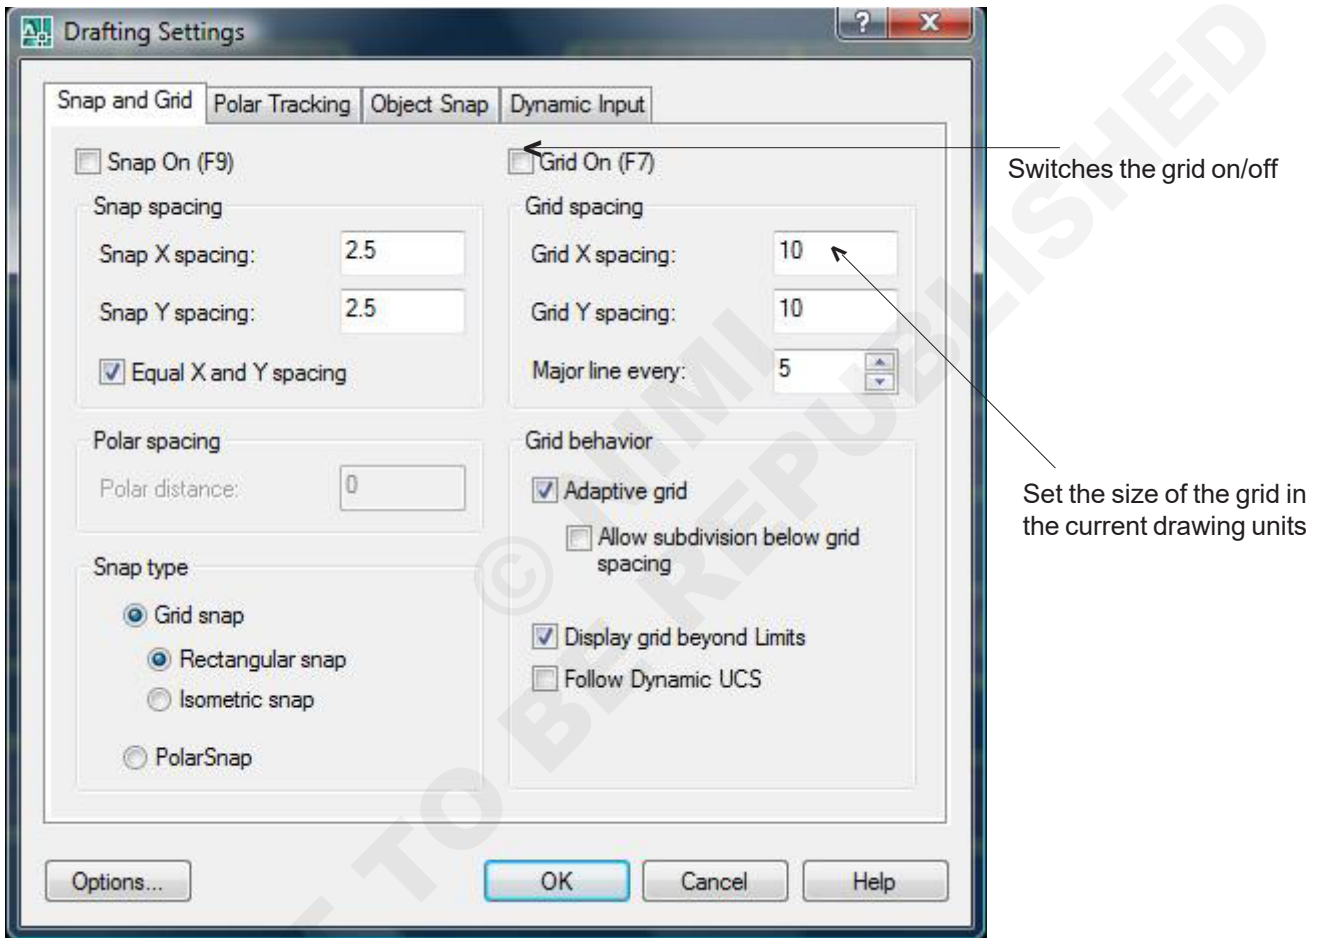 Drafting Settings
?
X
Snap and Grid
Polar Tracking
Object Snap
Dynamic Input
Snap On (F9)
Snap spacing
Snap X spacing: 2.5
Snap Y spacing: 2.5
Equal X and Y spacing
Polar spacing
Polar distance: 0
Snap type
Grid snap
Rectangular snap
Isometric snap
PolarSnap
Grid On (F7)
Grid spacing
Grid X spacing: 10
Grid Y spacing: 10
Major line every: 5
Grid behavior
Adaptive grid
Allow subdivision below grid
spacing
Display grid beyond Limits
Follow Dynamic UCS
Options...
OK
Cancel
Help
Switches the grid on/off
Set the size of the grid in
the current drawing units
© NIMI
TO BE REPUBLISHED